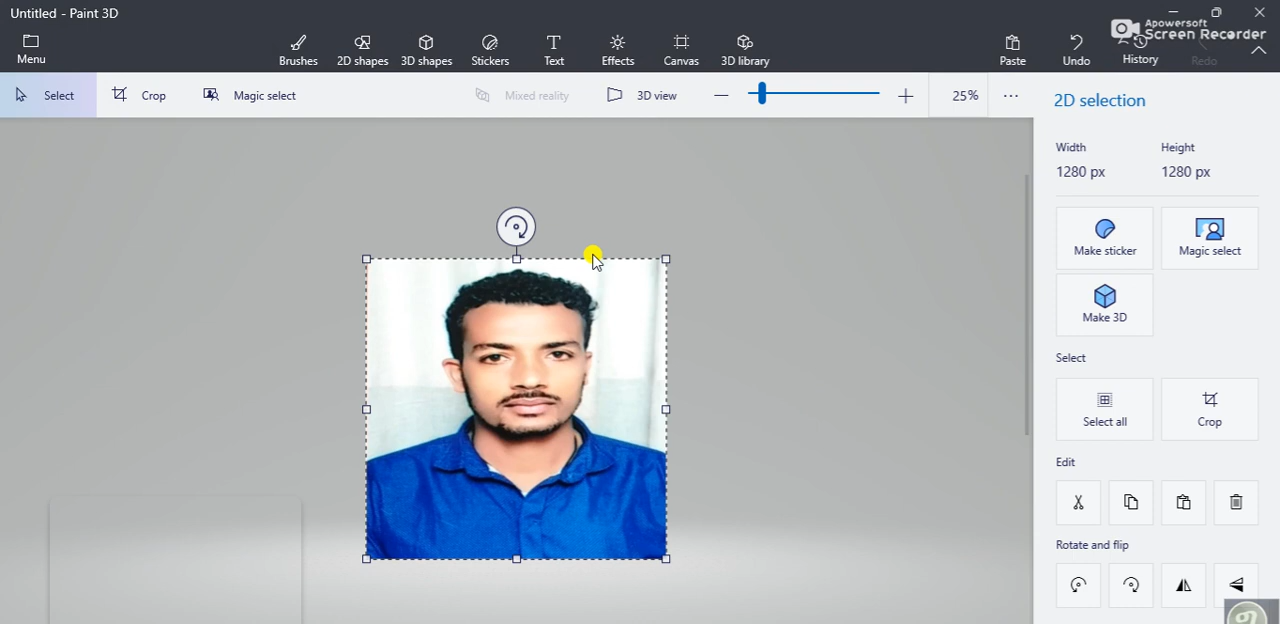 Untitled - Paint 3D
Apowersoft
Screen Recorder
Menu
Brushes
2D shapes
3D shapes
Stickers
Text
Effects
Canvas
3D library
Paste
Undo
History
Redo
Select
Crop
Magic select
Mixed reality
3D view
25%
2D selection
Width
Height
1280 px
1280 px
Make sticker
Magic select
Make 3D
Select
Select all
Crop
Edit
Rotate and flip